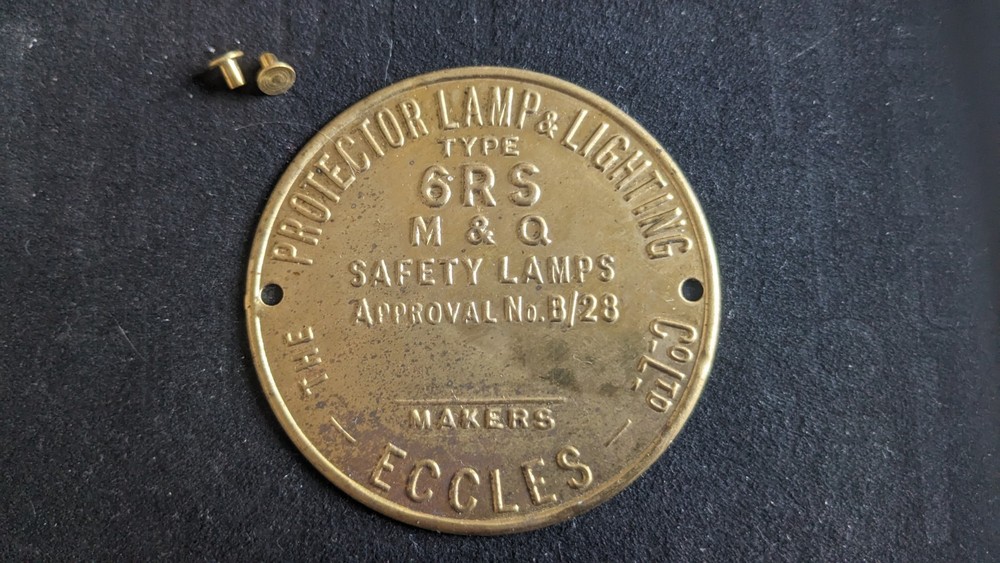 THE PROTECTOR LAMP & LIGHTING CO LTD
TYPE
6RS
M & Q
SAFETY LAMPS
APPROVAL No. B/28
MAKERS
– ECCLES –